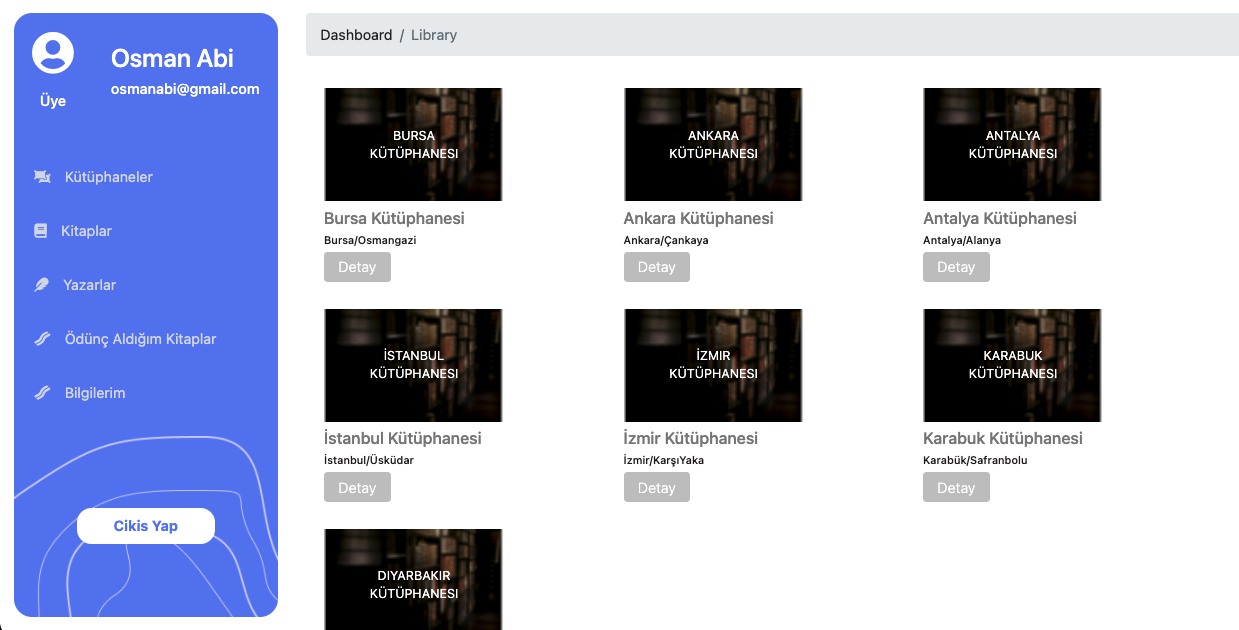 Osman Abi
osmanabi@gmail.com
Üye
Kütüphaneler
Kitaplar
Yazarlar
Ödünç Aldığım Kitaplar
Bilgilerim
Cikis Yap
Dashboard / Library
BURSA
KÜTÜPHANESI
Bursa Kütüphanesi
Bursa/Osmangazi
Detay
ANKARA
KÜTÜPHANESI
Ankara Kütüphanesi
Ankara/Çankaya
Detay
ANTALYA
KÜTÜPHANESI
Antalya Kütüphanesi
Antalya/Alanya
Detay
İSTANBUL
KÜTÜPHANESI
İstanbul Kütüphanesi
İstanbul/Üsküdar
Detay
İZMIR
KÜTÜPHANESI
İzmir Kütüphanesi
İzmir/KarşıYaka
Detay
KARABUK
KÜTÜPHANESI
Karabuk Kütüphanesi
Karabük/Safranbolu
Detay
DIYARBAKIR
KÜTÜPHANESI